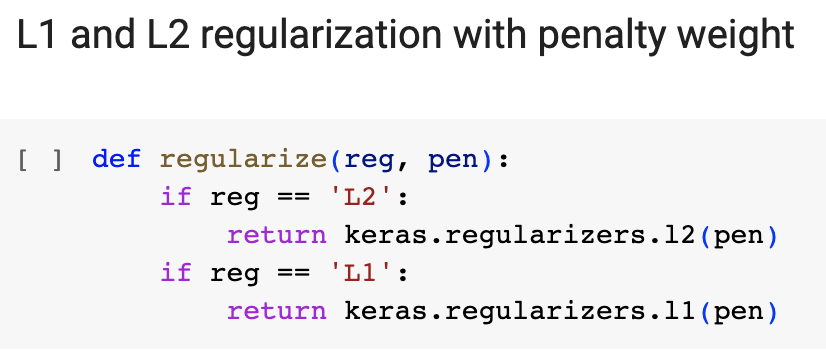 L1 and L2 regularization with penalty weight
[ ] def regularize(reg, pen):
if reg == 'L2':
return keras.regularizers.l2(pen)
if reg == 'L1':
return keras.regularizers.l1(pen)